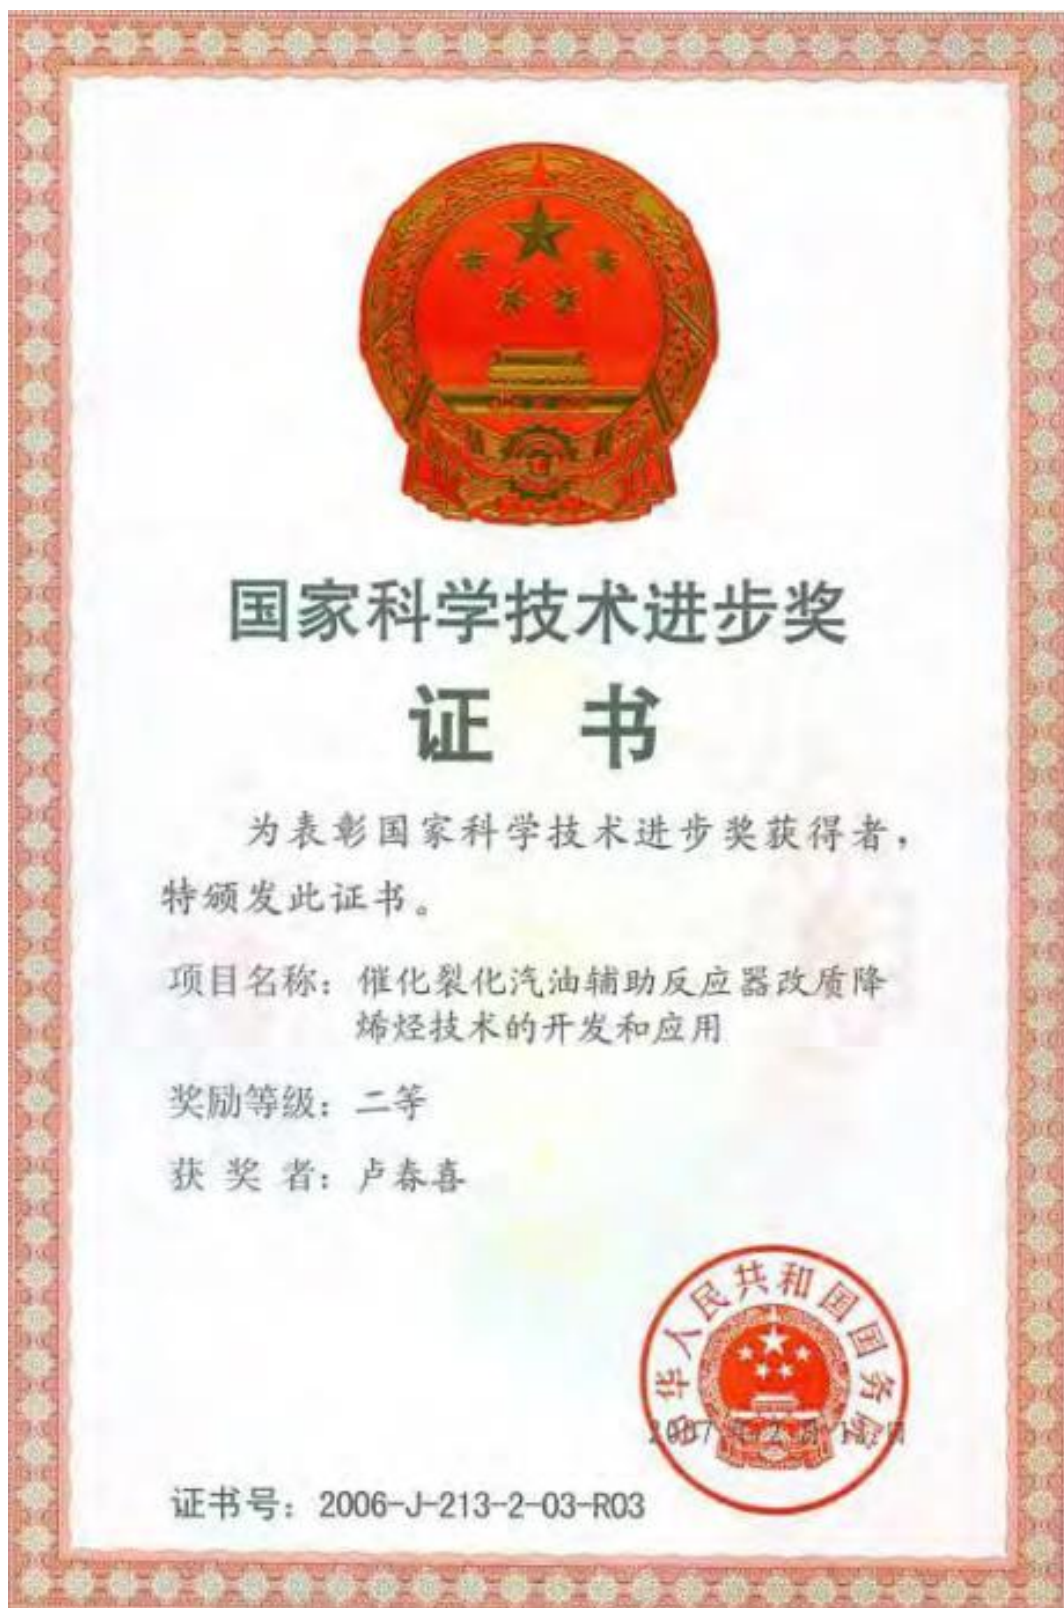 国家科学技术进步奖
证 书
为表彰国家科学技术进步奖获得者，
特颁发此证书。
项目名称：催化裂化汽油辅助反应器改质降
烯烃技术的开发和应用
奖励等级：二等
获 奖 者：卢春喜
中华人民共和国国务院
证书号：2006-J-213-2-03-R03